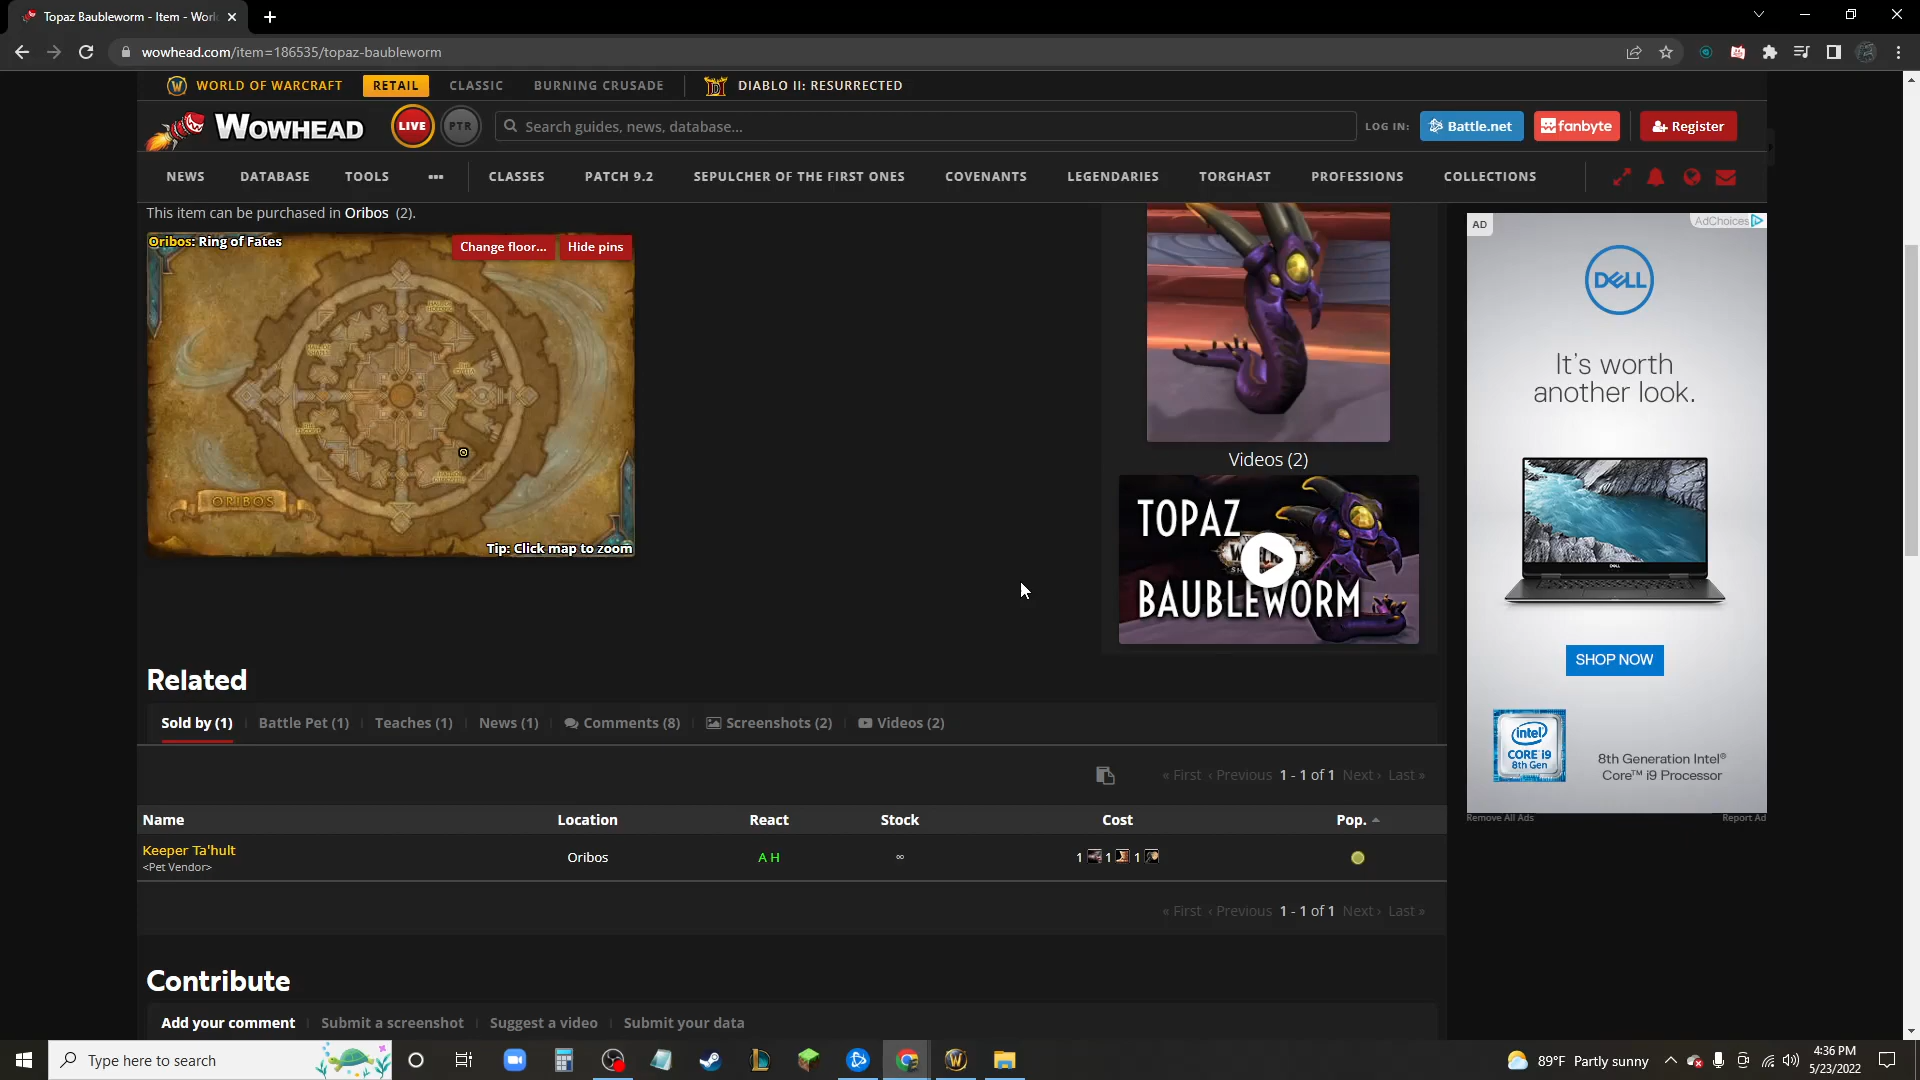 Topaz Baubleworm - Item - Worl
wowhead.com/item=186535/topaz-baubleworm
WORLD OF WARCRAFT RETAIL CLASSIC BURNING CRUSADE DIABLO II: RESURRECTED
WOWHEAD LIVE PTR Search guides, news, database... LOG IN: Battle.net fanbyte Register
NEWS DATABASE TOOLS ••• CLASSES PATCH 9.2 SEPULCHER OF THE FIRST ONES COVENANTS LEGENDARIES TORGHAST PROFESSIONS COLLECTIONS
This item can be purchased in Oribos (2).
Oribos: Ring of Fates Change floor... Hide pins
ORIBOS
Tip: Click map to zoom
Videos (2)
TOPAZ
BAUBLEWORM
AD AdChoices
DELL
It's worth
another look.
SHOP NOW
intel
CORE i9
8th Gen
8th Generation Intel®
Core™ i9 Processor
Remove All Ads Report Ad
Related
Sold by (1) Battle Pet (1) Teaches (1) News (1) Comments (8) Screenshots (2) Videos (2)
« First ‹ Previous 1 - 1 of 1 Next › Last »
Name Location React Stock Cost Pop.
Keeper Ta'hult Oribos A H ∞ 1 1 1
<Pet Vendor>
« First ‹ Previous 1 - 1 of 1 Next › Last »
Contribute
Add your comment Submit a screenshot Suggest a video Submit your data
Type here to search
89°F Partly sunny
4:36 PM
5/23/2022